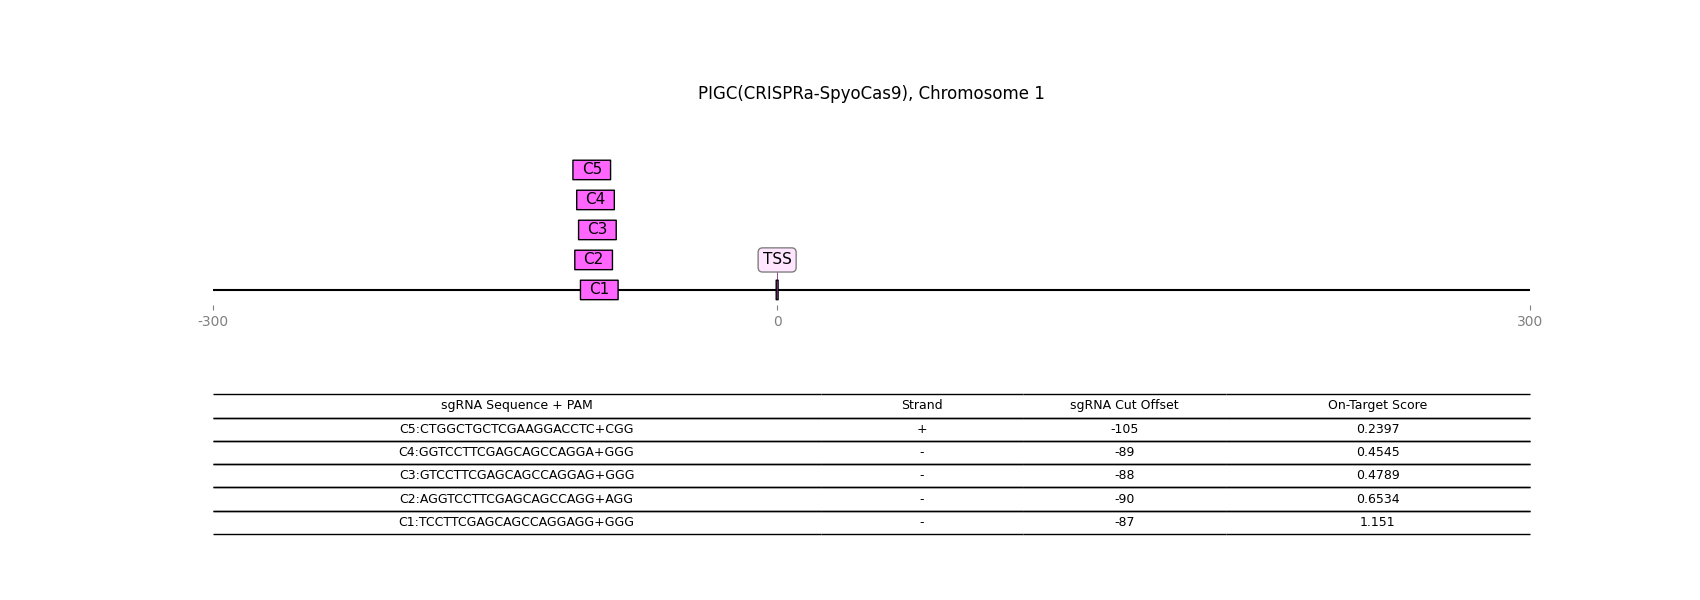 PIGC(CRISPRa-SpyoCas9), Chromosome 1
C5
C4
C3
C2
TSS
C1
-300 0 300
sgRNA Sequence + PAM Strand sgRNA Cut Offset On-Target Score
C5:CTGGCTGCTCGAAGGACCTC+CGG + -105 0.2397
C4:GGTCCTTCGAGCAGCCAGGA+GGG - -89 0.4545
C3:GTCCTTCGAGCAGCCAGGAG+GGG - -88 0.4789
C2:AGGTCCTTCGAGCAGCCAGG+AGG - -90 0.6534
C1:TCCTTCGAGCAGCCAGGAGG+GGG - -87 1.151